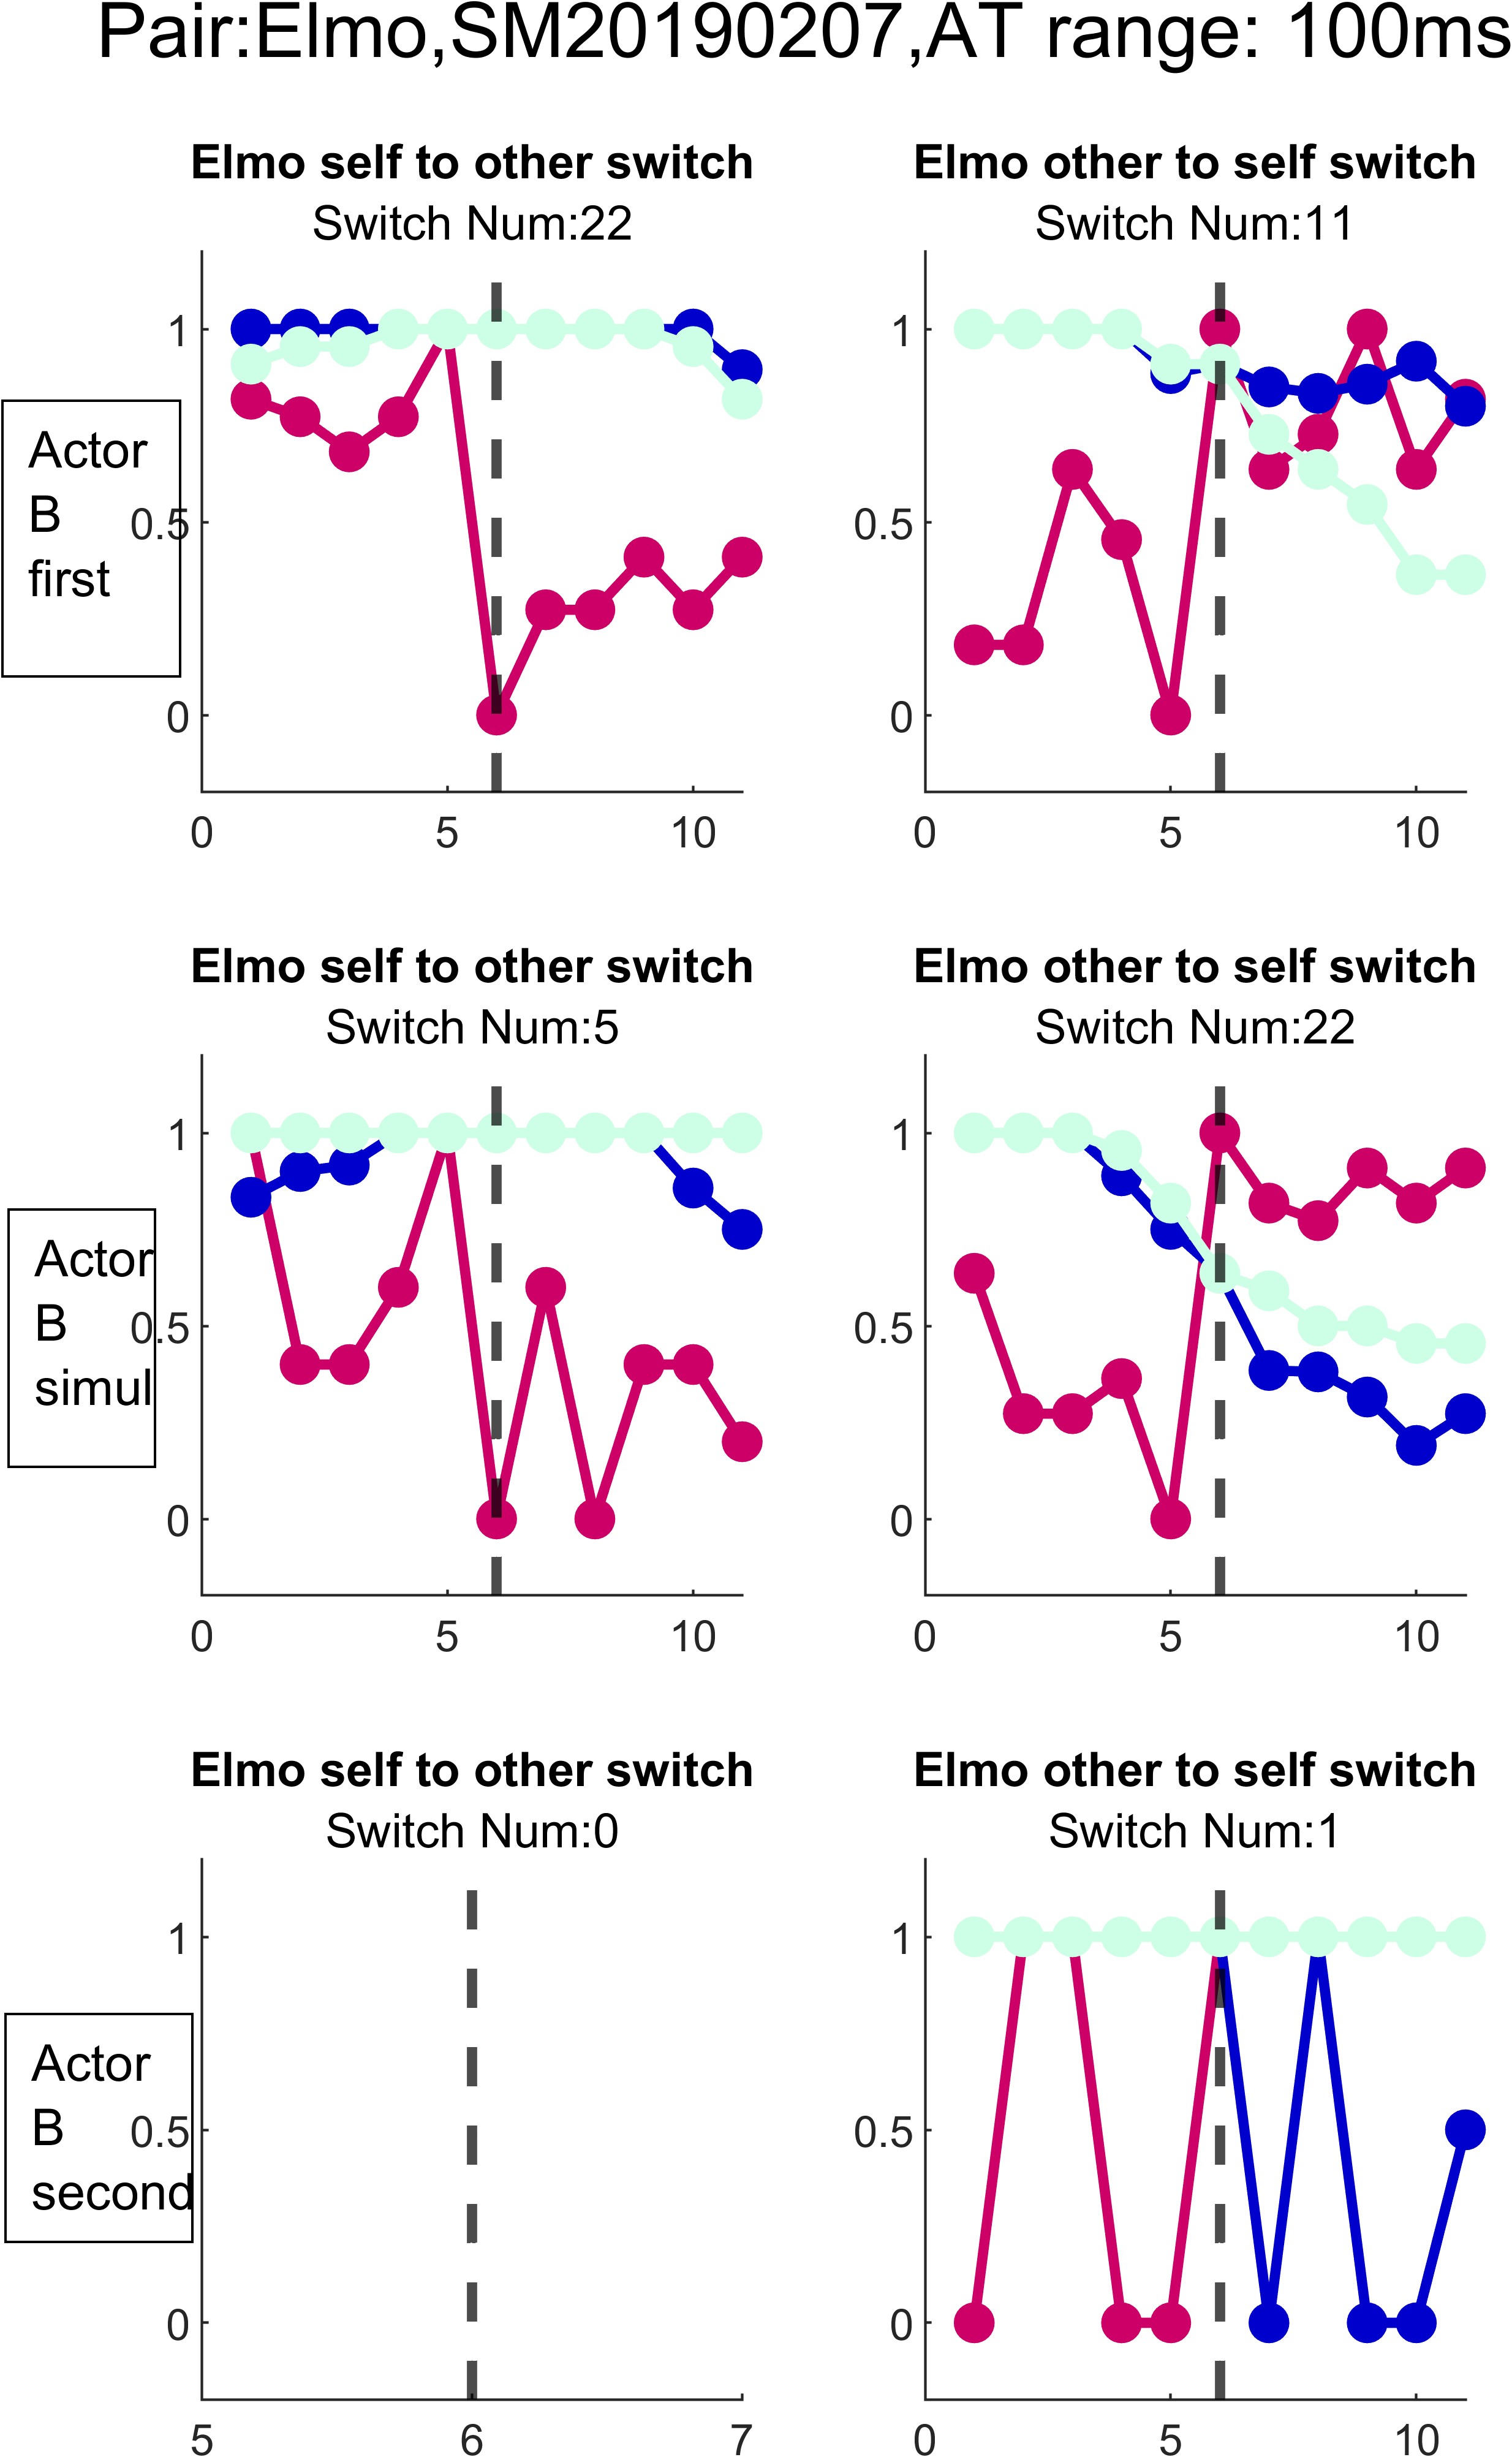 Pair:Elmo,SM20190207,AT range: 100ms
Elmo self to other switch
Switch Num:22
1
0.5
0
0
5
10
Actor
B
first
Elmo other to self switch
Switch Num:11
1
0.5
0
0
5
10
Elmo self to other switch
Switch Num:5
1
0.5
0
0
5
10
Actor
B
simul
Elmo other to self switch
Switch Num:22
1
0.5
0
0
5
10
Elmo self to other switch
Switch Num:0
1
0.5
0
5
6
7
Actor
B
second
Elmo other to self switch
Switch Num:1
1
0.5
0
0
5
10